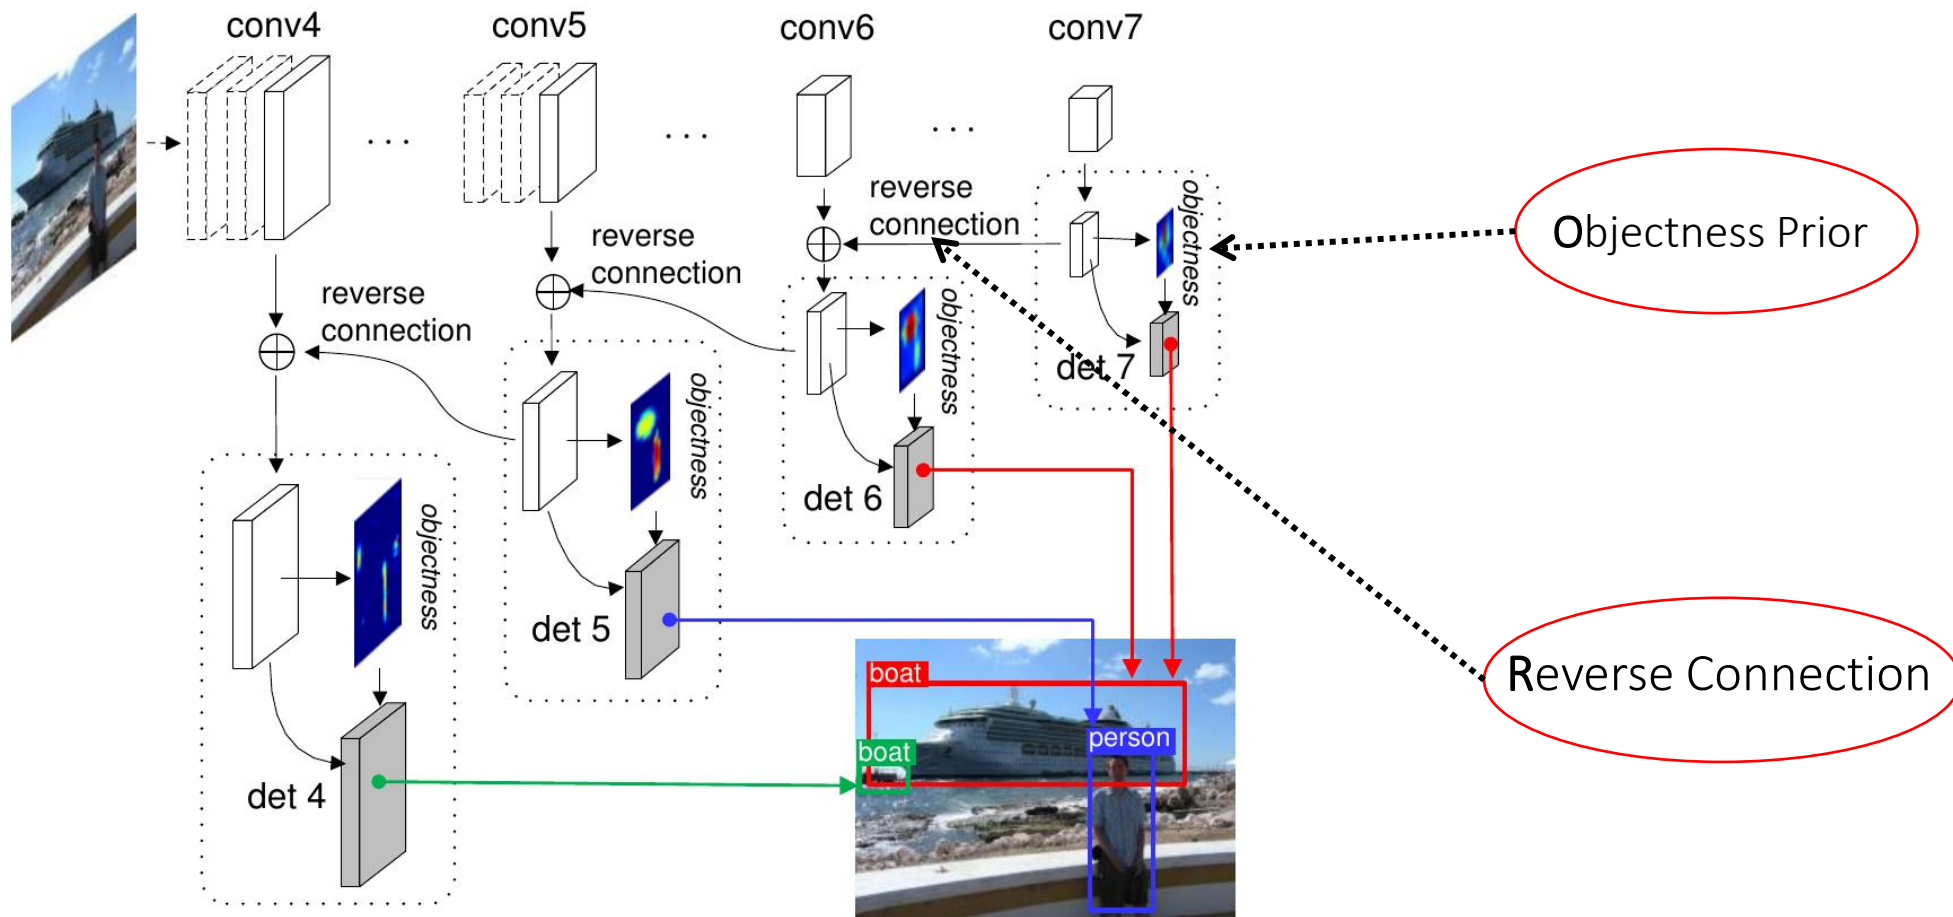 conv4
conv5
conv6
conv7
reverse
connection
objectness
Objectness Prior
reverse
connection
objectness
reverse
connection
det 7
objectness
det 6
objectness
det 5
boat
Reverse Connection
person
boat
det 4